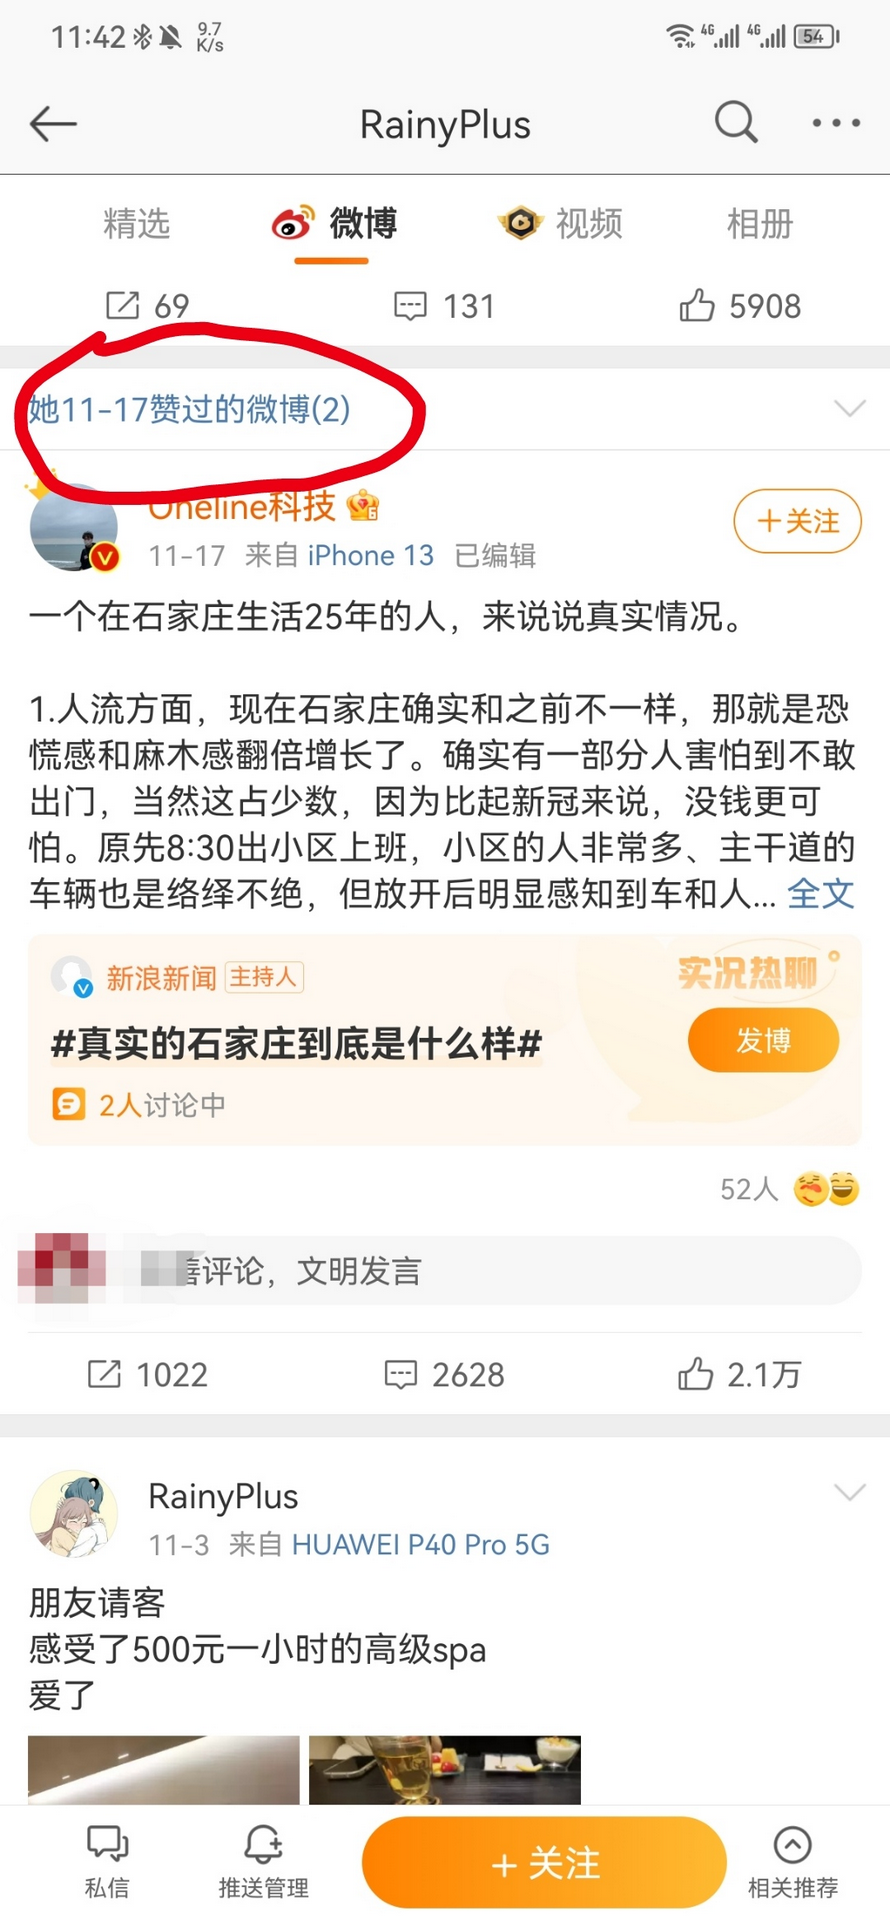 11:42 9.7 K/s 4G 4G 54
RainyPlus
精选 微博 视频 相册
69 131 5908
她11-17赞过的微博(2)
Oneline科技 6
11-17 来自 iPhone 13 已编辑
+关注
一个在石家庄生活25年的人，来说说真实情况。
1.人流方面，现在石家庄确实和之前不一样，那就是恐
慌感和麻木感翻倍增长了。确实有一部分人害怕到不敢
出门，当然这占少数，因为比起新冠来说，没钱更可
怕。原先8:30出小区上班，小区的人非常多、主干道的
车辆也是络绎不绝，但放开后明显感知到车和人... 全文
新浪新闻 主持人
实况热聊
#真实的石家庄到底是什么样#
发博
2人讨论中
52人
评论，文明发言
1022 2628 2.1万
RainyPlus
11-3 来自 HUAWEI P40 Pro 5G
朋友请客
感受了500元一小时的高级spa
爱了
私信 推送管理 +关注 相关推荐